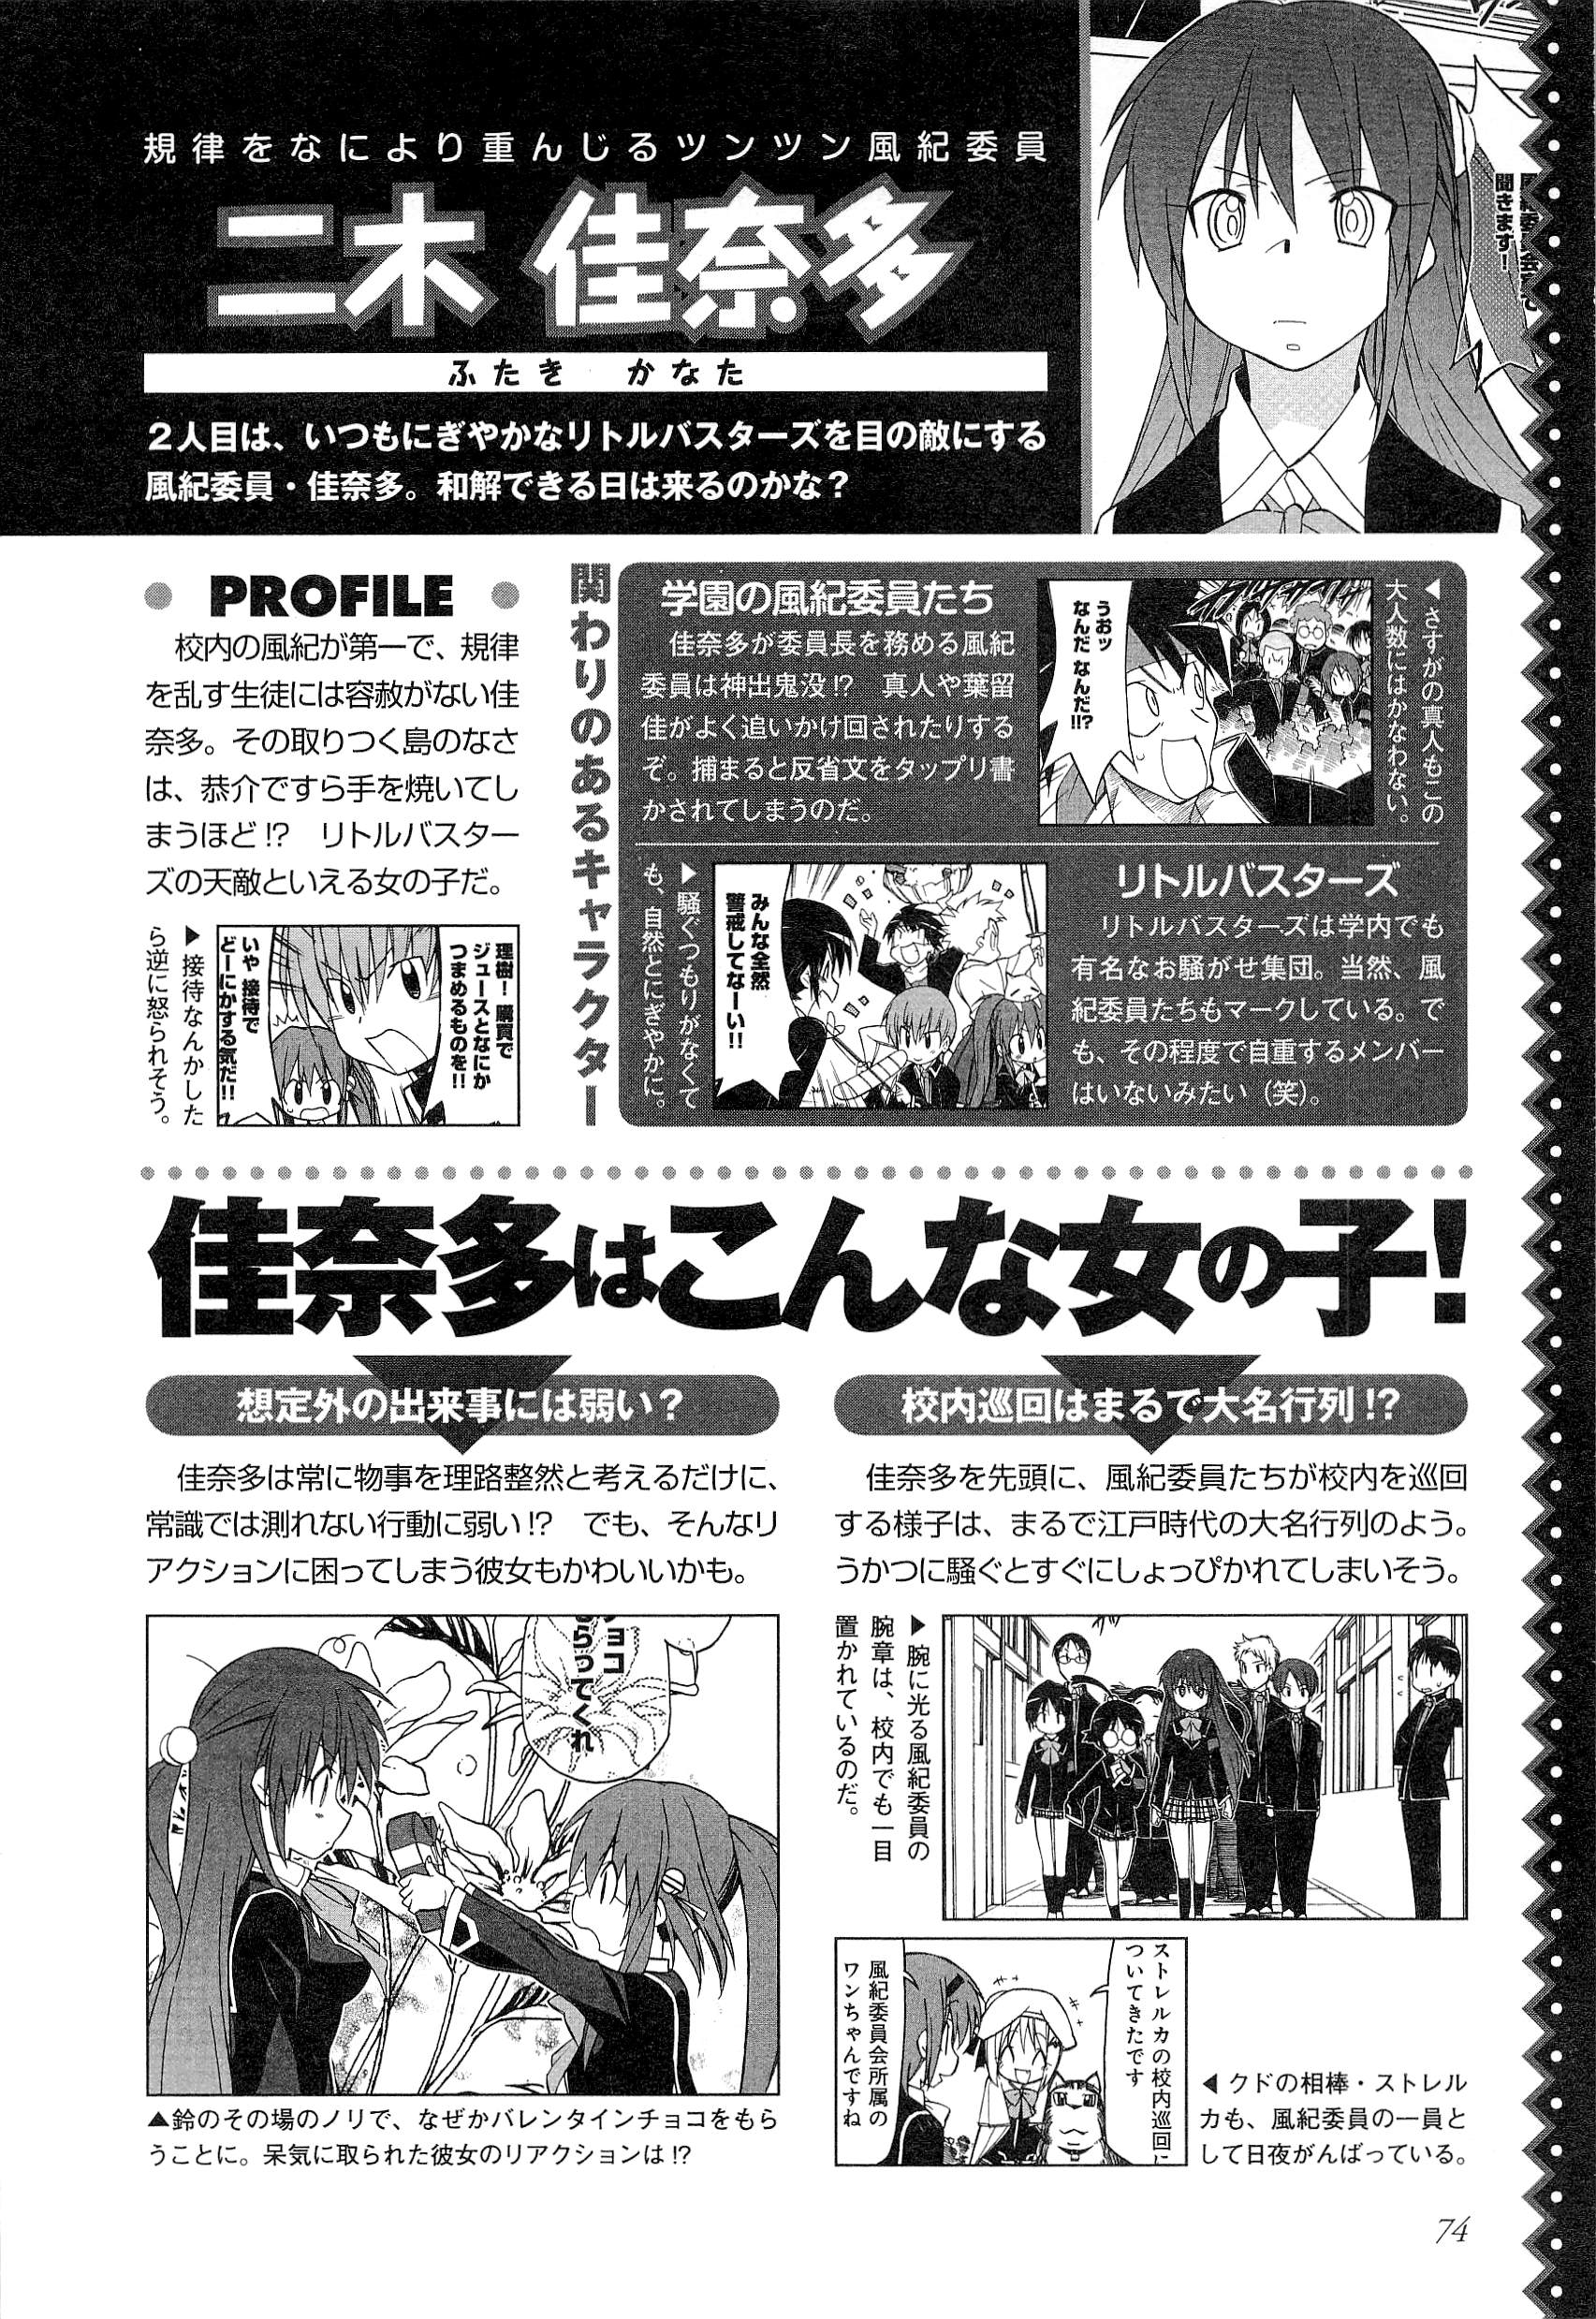 規律をなにより重んじるツンツン風紀委員
二木 佳奈多
ふたき かなた
2人目は、いつもにぎやかなリトルバスターズを目の敵にする
風紀委員・佳奈多。和解できる日は来るのかな?
聞きます!
PROFILE
校内の風紀が第一で、規律
を乱す生徒には容赦がない佳
奈多。その取りつく島のなさ
は、恭介ですら手を焼いてし
まうほど!? リトルバスター
ズの天敵といえる女の子だ。
理樹! 購買で
ジュースとなにか
つまめるものを!!
いや 接待で
どーにかする気だ!!
▶接待なんかした
ら逆に怒られそう。
関わりのあるキャラクター
学園の風紀委員たち
佳奈多が委員長を務める風紀
委員は神出鬼没!? 真人や葉留
佳がよく追いかけ回されたりする
ぞ。捕まると反省文をタップリ書
かされてしまうのだ。
うおッ
なんだ なんだ!!?
◀さすがの真人もこの
大人数にはかなわない。
リトルバスターズ
リトルバスターズは学内でも
有名なお騒がせ集団。当然、風
紀委員たちもマークしている。で
も、その程度で自重するメンバー
はいないみたい(笑)。
みんな全然
警戒してなーい!!
▶騒ぐつもりがなくて
も、自然とにぎやかに。
佳奈多はこんな女の子!
想定外の出来事には弱い?
佳奈多は常に物事を理路整然と考えるだけに、
常識では測れない行動に弱い!? でも、そんなリ
アクションに困ってしまう彼女もかわいいかも。
ョコ
らってくれ
▲鈴のその場のノリで、なぜかバレンタインチョコをもら
うことに。呆気に取られた彼女のリアクションは!?
校内巡回はまるで大名行列!?
佳奈多を先頭に、風紀委員たちが校内を巡回
する様子は、まるで江戸時代の大名行列のよう。
うかつに騒ぐとすぐにしょっぴかれてしまいそう。
▶腕に光る風紀委員の
腕章は、校内でも一目
置かれているのだ。
ストレルカの校内巡回に
ついてきたです
風紀委員会所属の
ワンちゃんですね
◀クドの相棒・ストレル
カも、風紀委員の一員と
して日夜がんばっている。
74